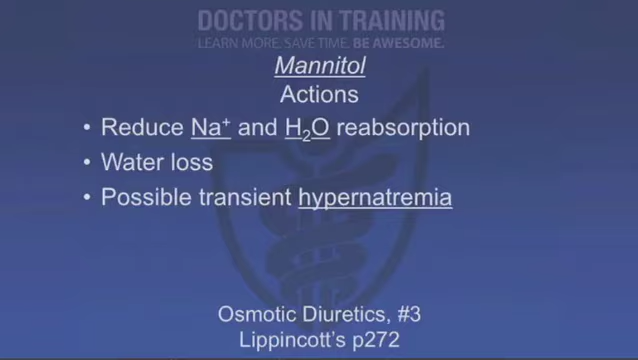 DOCTORS IN TRAINING
LEARN MORE. SAVE TIME. BE AWESOME.
Mannitol
Actions
• Reduce Na⁺ and H₂O reabsorption
• Water loss
• Possible transient hypernatremia
Osmotic Diuretics, #3
Lippincott's p272